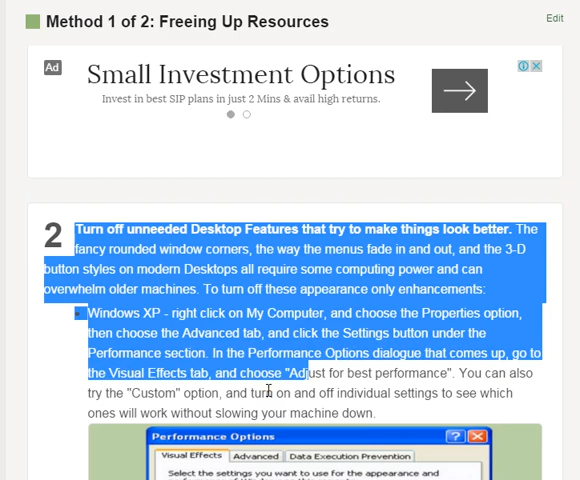 Method 1 of 2: Freeing Up Resources
Edit
Ad
Small Investment Options
Invest in best SIP plans in just 2 Mins & avail high returns.
2
Turn off unneeded Desktop Features that try to make things look better. The
fancy rounded window corners, the way the menus fade in and out, and the 3-D
button styles on modern Desktops all require some computing power and can
overwhelm older machines. To turn off these appearance only enhancements:
Windows XP - right click on My Computer, and choose the Properties option,
then choose the Advanced tab, and click the Settings button under the
Performance section. In the Performance Options dialogue that comes up, go to
the Visual Effects tab, and choose "Adjust for best performance". You can also
try the "Custom" option, and turn on and off individual settings to see which
ones will work without slowing your machine down.
Performance Options
Visual Effects Advanced Data Execution Prevention
Select the settings you want to use for the appearance and